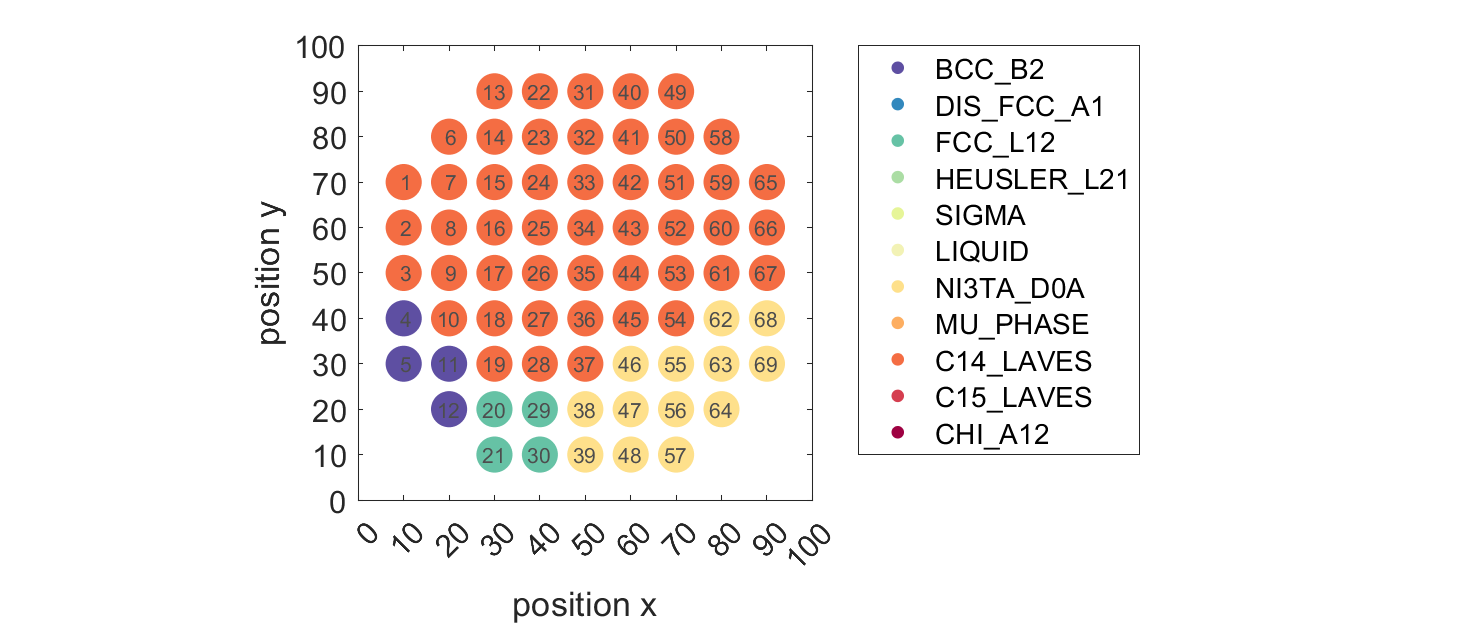 100
90
80
70
60
50
40
30
20
10
0
position y
13 22 31 40 49
6 14 23 32 41 50 58
1 7 15 24 33 42 51 59 65
2 8 16 25 34 43 52 60 66
3 9 17 26 35 44 53 61 67
4 10 18 27 36 45 54 62 68
5 11 19 28 37 46 55 63 69
12 20 29 38 47 56 64
21 30 39 48 57
0 10 20 30 40 50 60 70 80 90 100
position x
BCC_B2
DIS_FCC_A1
FCC_L12
HEUSLER_L21
SIGMA
LIQUID
NI3TA_D0A
MU_PHASE
C14_LAVES
C15_LAVES
CHI_A12